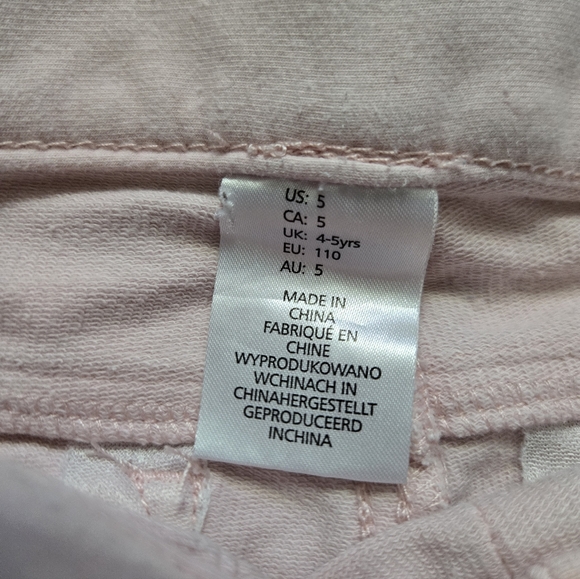 US: 5
CA: 5
UK: 4-5yrs
EU: 110
AU: 5
MADE IN
CHINA
FABRIQUÉ EN
CHINE
WYPRODUKOWANO
WCHINACH IN
CHINAHERGESTELLT
GEPRODUCEERD
INCHINA